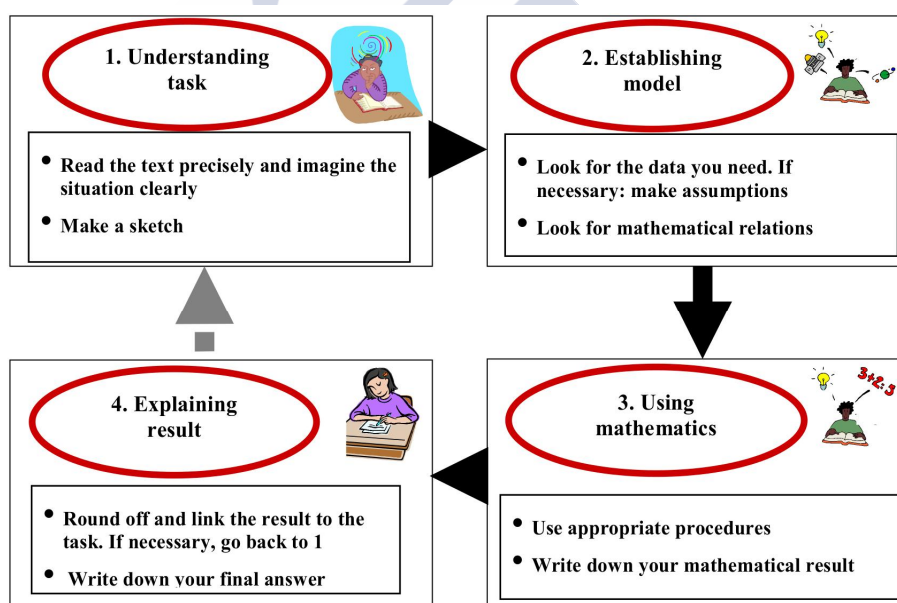 1. Understanding
task
• Read the text precisely and imagine the
situation clearly
• Make a sketch
2. Establishing
model
• Look for the data you need. If
necessary: make assumptions
• Look for mathematical relations
3. Using
mathematics
3+2=5
• Use appropriate procedures
• Write down your mathematical result
4. Explaining
result
• Round off and link the result to the
task. If necessary, go back to 1
• Write down your final answer